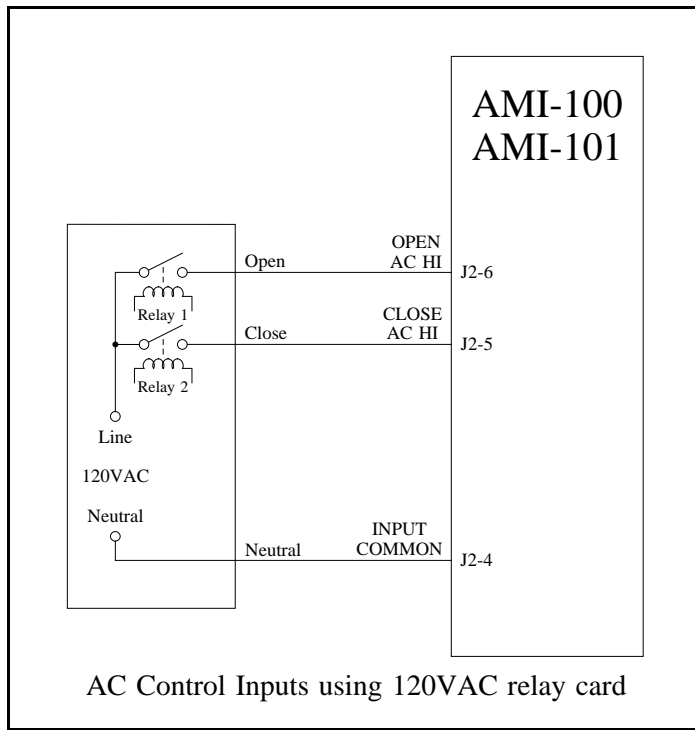 AMI-100
AMI-101
OPEN
Open AC HI J2-6
Relay 1
CLOSE
Close AC HI J2-5
Relay 2
Line
120VAC
Neutral
INPUT
Neutral COMMON J2-4
AC Control Inputs using 120VAC relay card